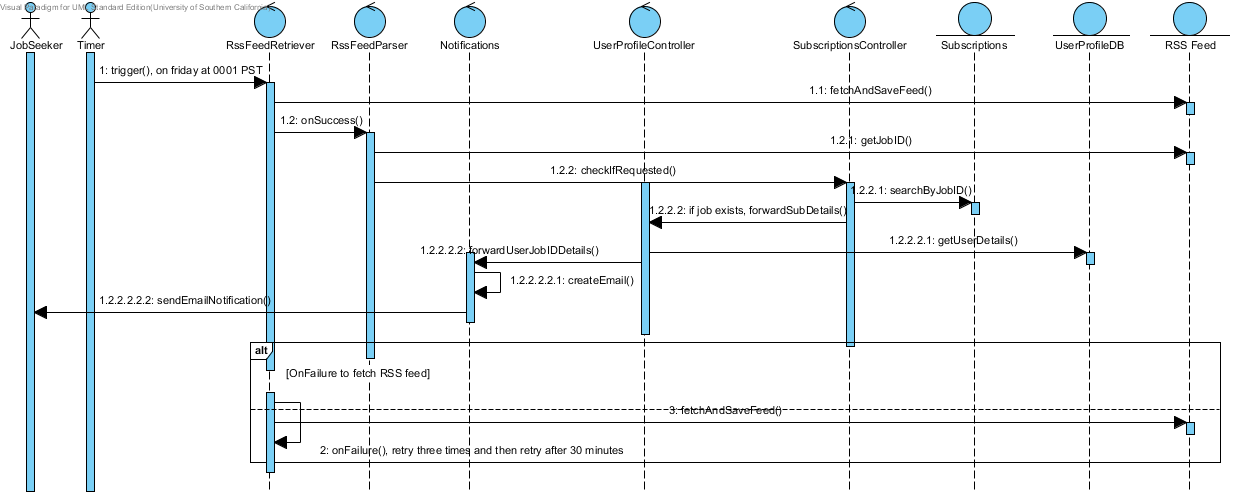 Visual Paradigm for UML Standard Edition(University of Southern California)
JobSeeker
Timer
RssFeedRetriever
RssFeedParser
Notifications
UserProfileController
SubscriptionsController
Subscriptions
UserProfileDB
RSS Feed
1: trigger(), on friday at 0001 PST
1.1: fetchAndSaveFeed()
1.2: onSuccess()
1.2.1: getJobID()
1.2.2: checkIfRequested()
1.2.2.1: searchByJobID()
1.2.2.2: if job exists, forwardSubDetails()
1.2.2.2.1: getUserDetails()
1.2.2.2.2: forwardUserJobIDDetails()
1.2.2.2.2.1: createEmail()
1.2.2.2.2.2: sendEmailNotification()
alt
[OnFailure to fetch RSS feed]
3: fetchAndSaveFeed()
2: onFailure(), retry three times and then retry after 30 minutes